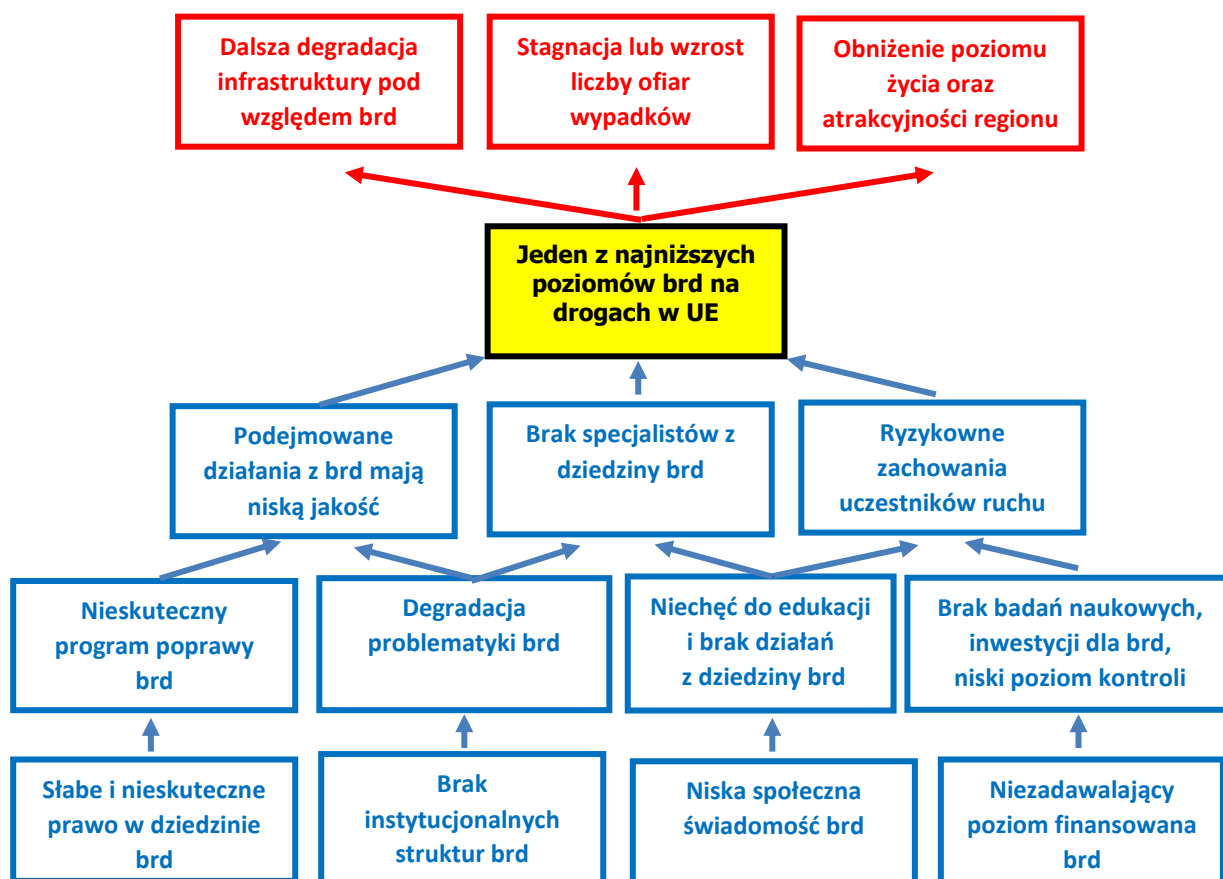 Dalsza degradacja
infrastruktury pod
względem brd
Stagnacja lub wzrost
liczby ofiar
wypadków
Obniżenie poziomu
życia oraz
atrakcyjności regionu
Jeden z najniższych
poziomów brd na
drogach w UE
Podejmowane
działania z brd mają
niską jakość
Brak specjalistów z
dziedziny brd
Ryzykowne
zachowania
uczestników ruchu
Nieskuteczny
program poprawy
brd
Degradacja
problematyki brd
Niechęć do edukacji
i brak działań
z dziedziny brd
Brak badań naukowych,
inwestycji dla brd,
niski poziom kontroli
Słabe i nieskuteczne
prawo w dziedzinie
brd
Brak
instytucjonalnych
struktur brd
Niska społeczna
świadomość brd
Niezadawalający
poziom finansowana
brd